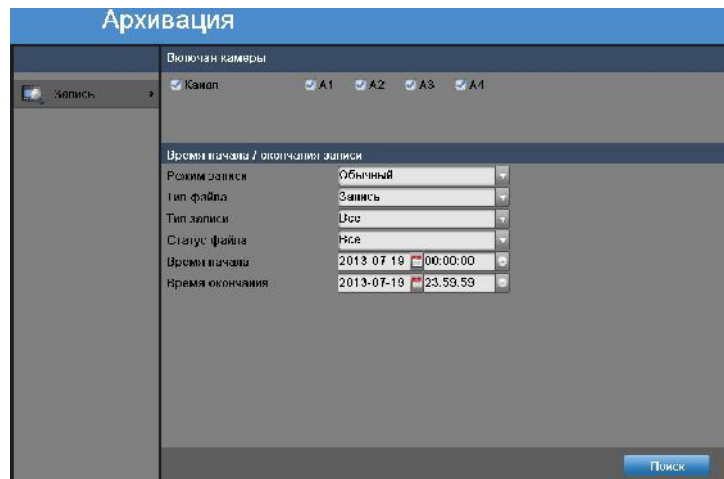 Архивация
Включан камеры
Запись
Канал A1 A2 A3 A4
Время начала / окончания записи
Режим записи Обычный
Тип файла Запись
Тип записи Все
Статус файла Все
Время начала 2013-07-19 00:00:00
Время окончания 2013-07-19 23:59:59
Поиск